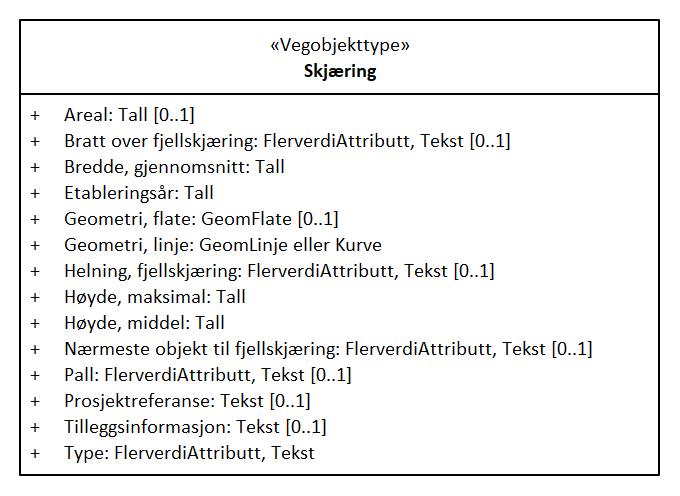 «Vegobjekttype»
Skjæring
+ Areal: Tall [0..1]
+ Bratt over fjellskjæring: FlerverdiAttributt, Tekst [0..1]
+ Bredde, gjennomsnitt: Tall
+ Etableringsår: Tall
+ Geometri, flate: GeomFlate [0..1]
+ Geometri, linje: GeomLinje eller Kurve
+ Helning, fjellskjæring: FlerverdiAttributt, Tekst [0..1]
+ Høyde, maksimal: Tall
+ Høyde, middel: Tall
+ Nærmeste objekt til fjellskjæring: FlerverdiAttributt, Tekst [0..1]
+ Pall: FlerverdiAttributt, Tekst [0..1]
+ Prosjektreferanse: Tekst [0..1]
+ Tilleggsinformasjon: Tekst [0..1]
+ Type: FlerverdiAttributt, Tekst